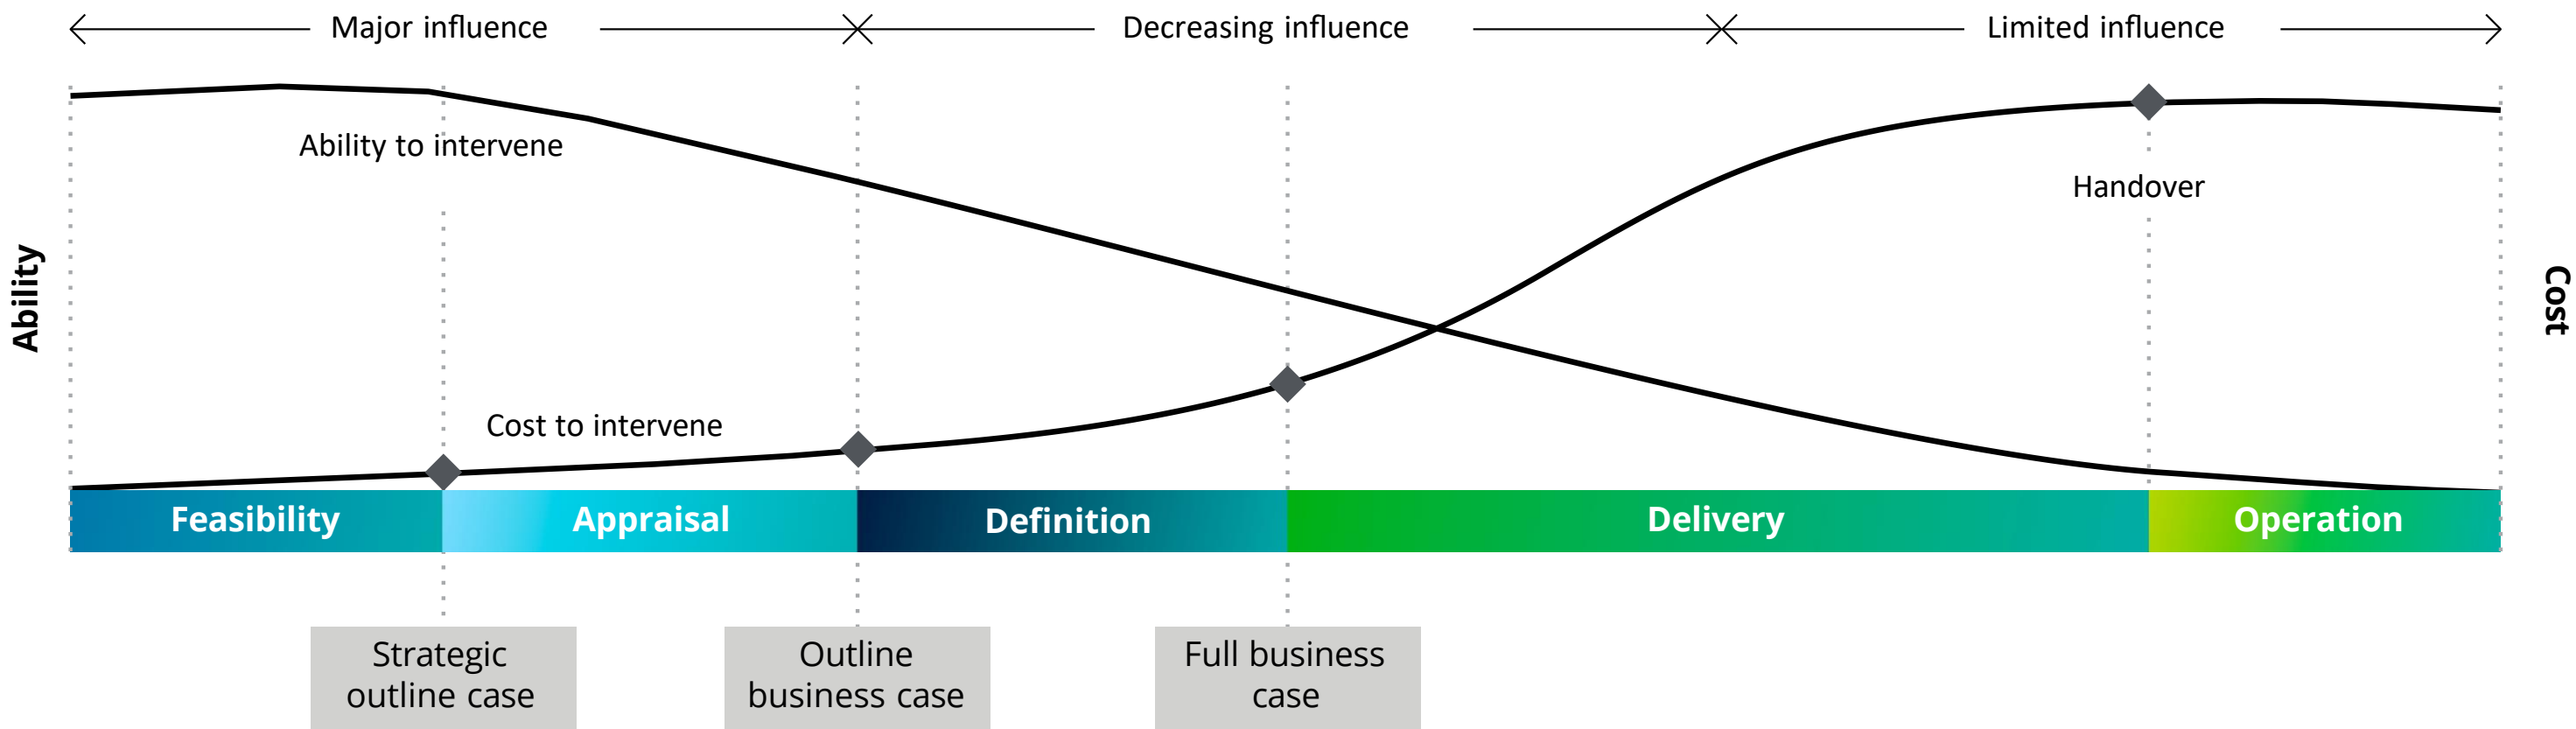 Major influence
Decreasing influence
Limited influence
Ability to intervene
Handover
Ability
Cost
Cost to intervene
Feasibility
Appraisal
Definition
Delivery
Operation
Strategic
outline case
Outline
business case
Full business
case